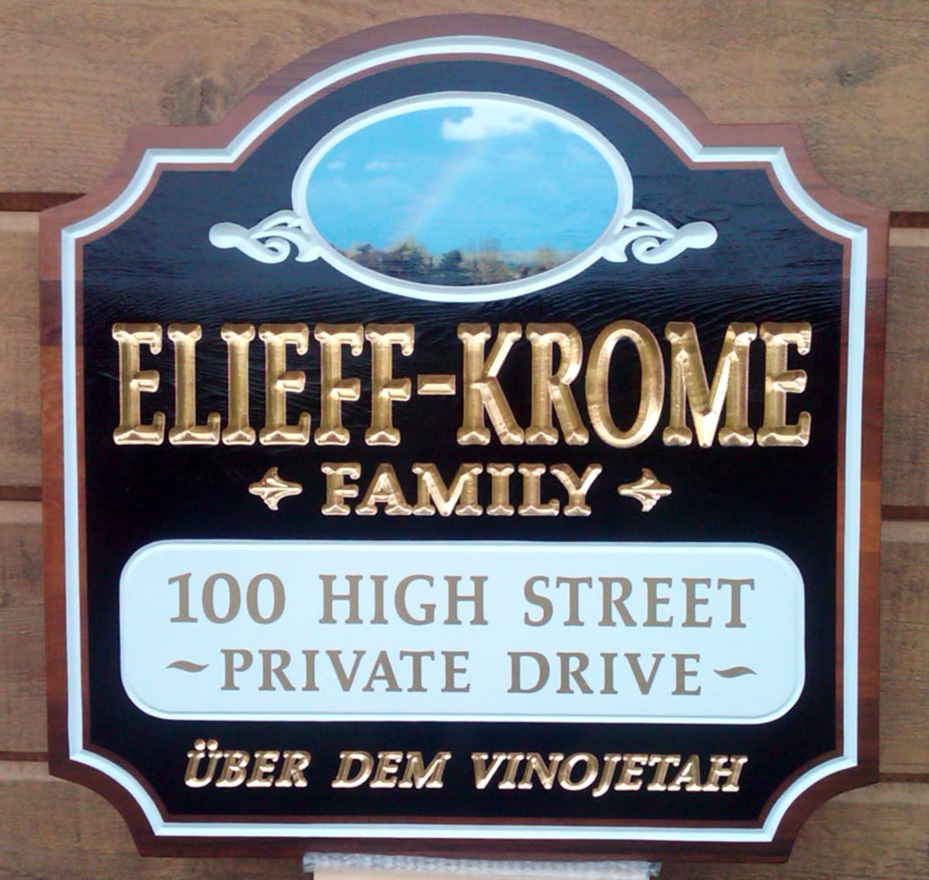 ELIEFF-KROME
FAMILY
100 HIGH STREET
~PRIVATE DRIVE~
ÜBER DEM VINOJETAH